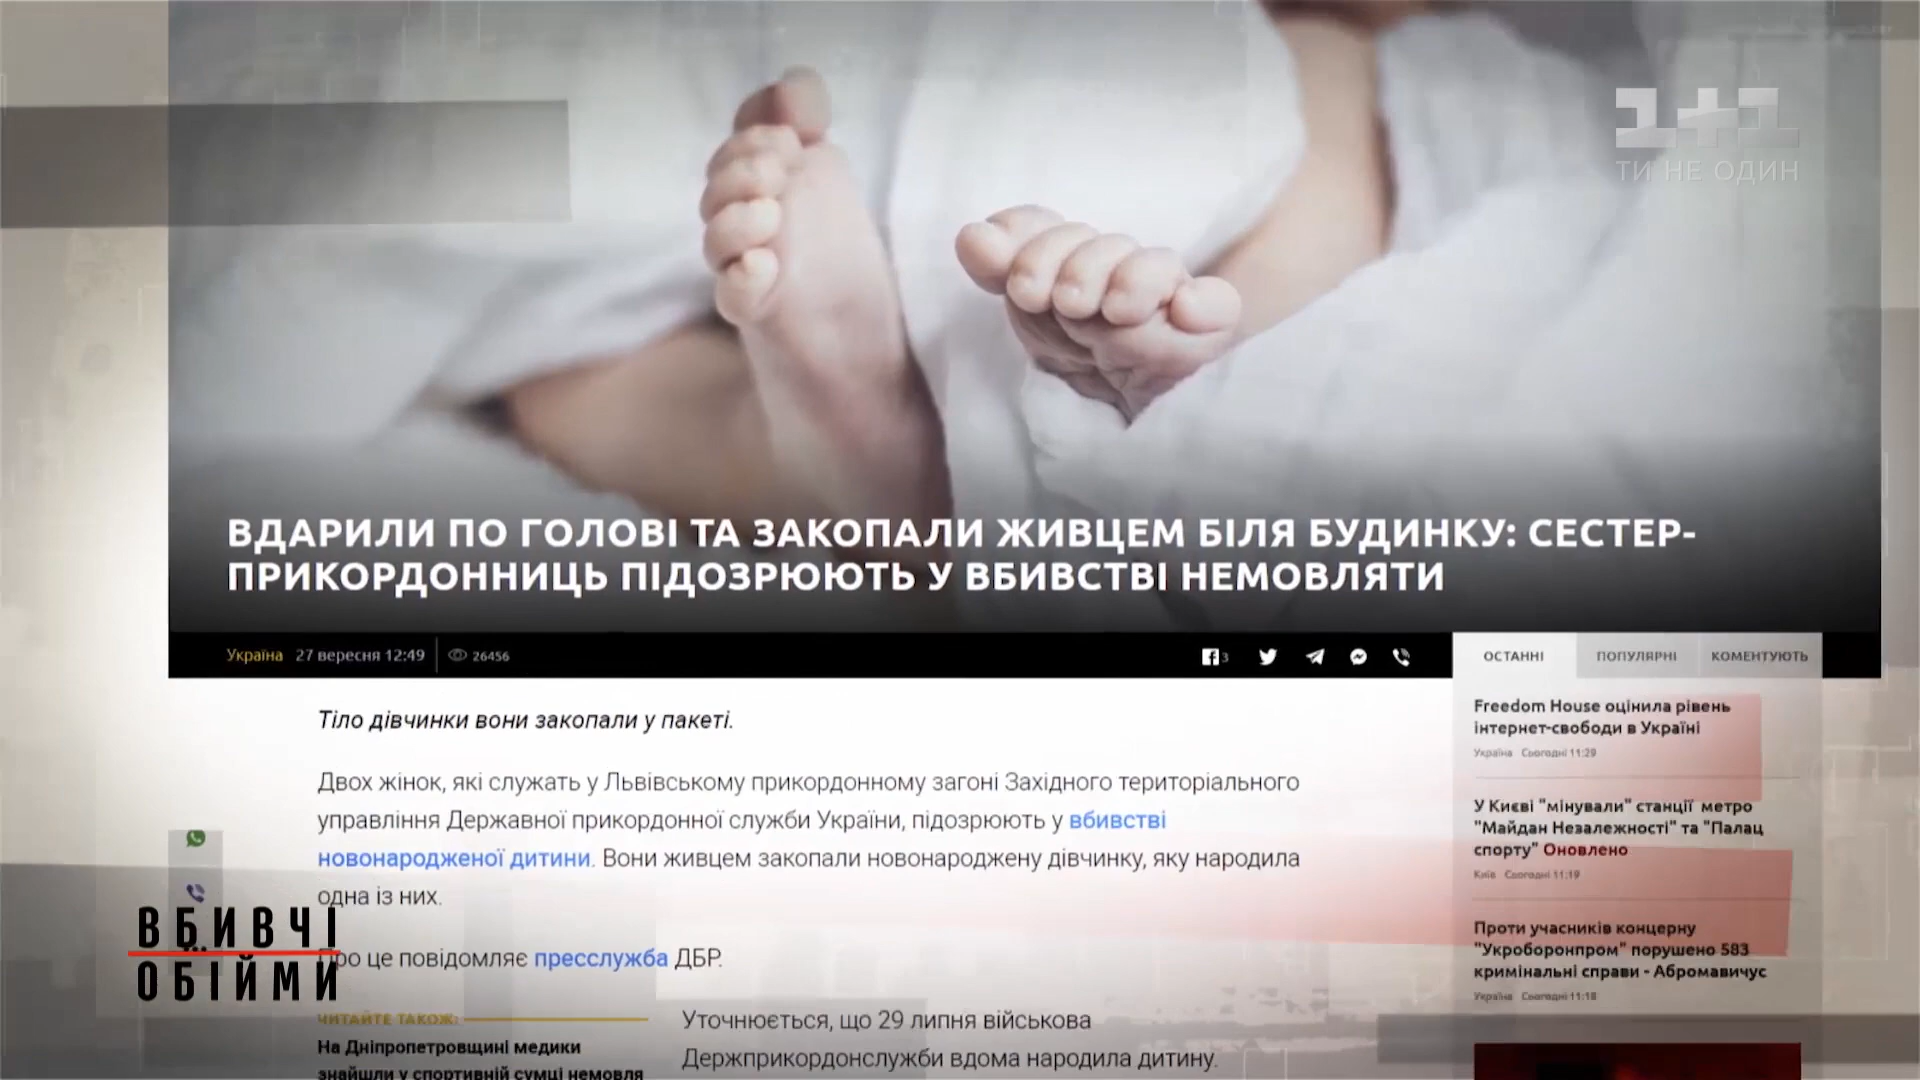 1+1
ТИ НЕ ОДИН
ВДАРИЛИ ПО ГОЛОВІ ТА ЗАКОПАЛИ ЖИВЦЕМ БІЛЯ БУДИНКУ: СЕСТЕР-
ПРИКОРДОННИЦЬ ПІДОЗРЮЮТЬ У ВБИВСТВІ НЕМОВЛЯТИ
Україна 27 вересня 12:49 26456
3
Тіло дівчинки вони закопали у пакеті.
Двох жінок, які служать у Львівському прикордонному загоні Західного територіального
управління Державної прикордонної служби України, підозрюють у вбивстві
новонародженої дитини. Вони живцем закопали новонароджену дівчинку, яку народила
одна із них.
Про це повідомляє пресслужба ДБР.
ЧИТАЙТЕ ТАКОЖ:
На Дніпропетровщині медики
знайшли у спортивній сумці немовля
Уточнюється, що 29 липня військова
Держприкордонслужби вдома народила дитину.
ОСТАННІ ПОПУЛЯРНІ КОМЕНТУЮТЬ
Freedom House оцінила рівень
інтернет-свободи в Україні
Україна Сьогодні 11:29
У Києві "мінували" станції метро
"Майдан Незалежності" та "Палац
спорту" Оновлено
Київ Сьогодні 11:19
Проти учасників концерну
"Укроборонпром" порушено 583
кримінальні справи - Абромавичус
Україна Сьогодні 11:18
ВБИВЧІ
ОБІЙМИ